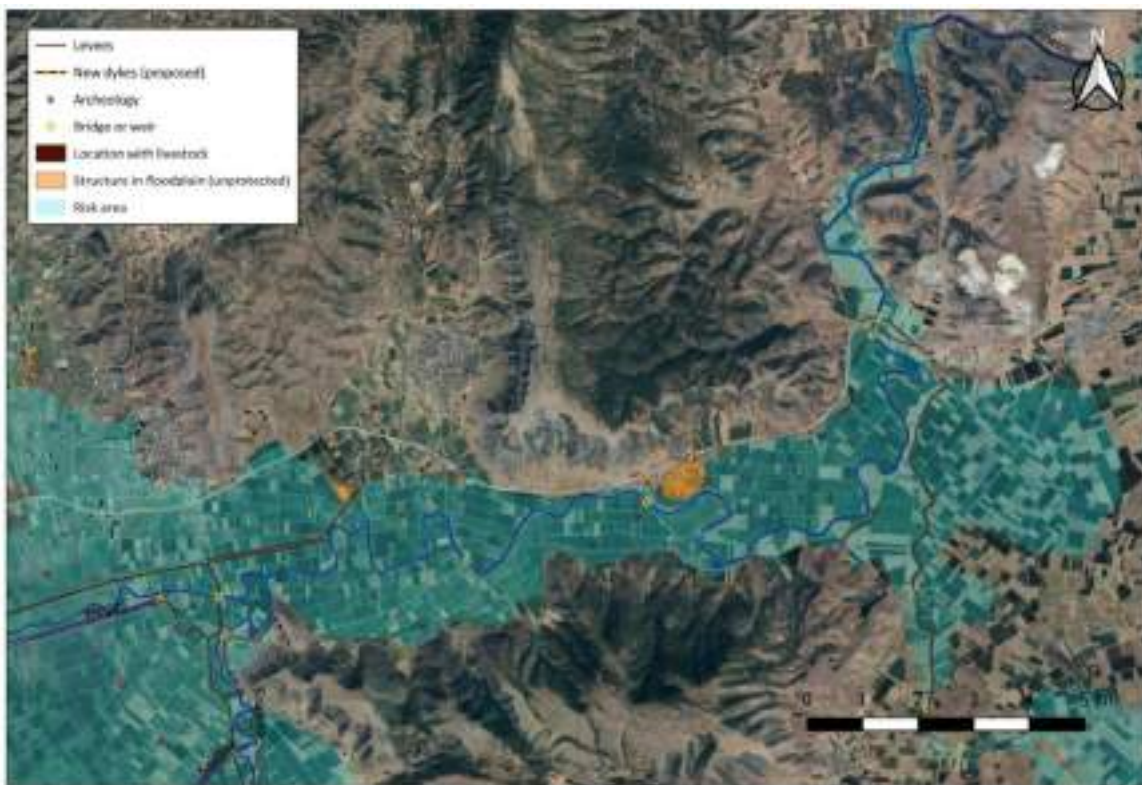 Levees
New dykes (proposed)
Archeology
Bridge or weir
Location with livestock
Structure in floodplain (unprotected)
Risk area
N
0 1